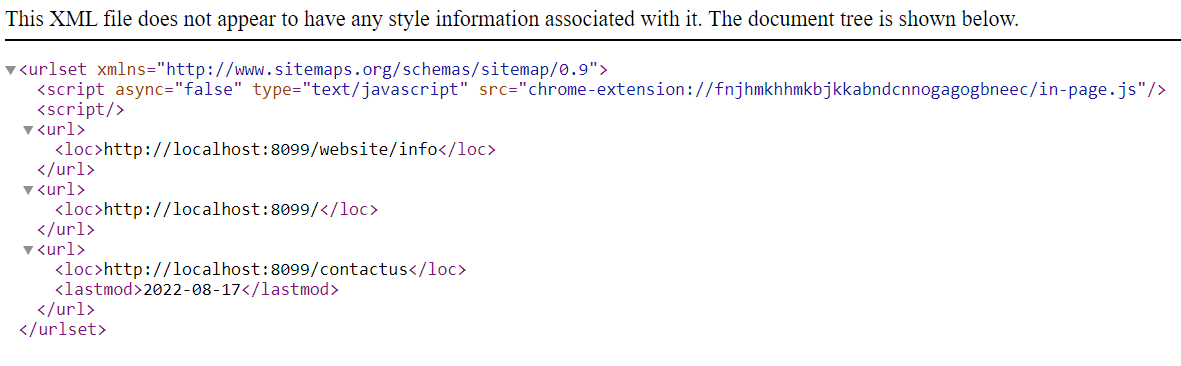 This XML file does not appear to have any style information associated with it. The document tree is shown below.
▼<urlset xmlns="http://www.sitemaps.org/schemas/sitemap/0.9">
<script async="false" type="text/javascript" src="chrome-extension://fnjhmkhhmkbjkkabndcnnogagogbneec/in-page.js"/>
<script/>
▼<url>
<loc>http://localhost:8099/website/info</loc>
</url>
▼<url>
<loc>http://localhost:8099/</loc>
</url>
▼<url>
<loc>http://localhost:8099/contactus</loc>
<lastmod>2022-08-17</lastmod>
</url>
</urlset>